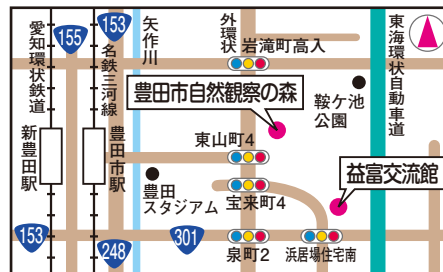 153
155
愛知環状鉄道
名鉄三河線
矢作川
外環状
岩滝町高入
東海環状自動車道
豊田市自然観察の森
鞍ケ池
公園
新豊田駅
豊田市駅
東山町4
益富交流館
豊田
スタジアム
宝来町4
153
248
301
泉町2
浜居場住宅南